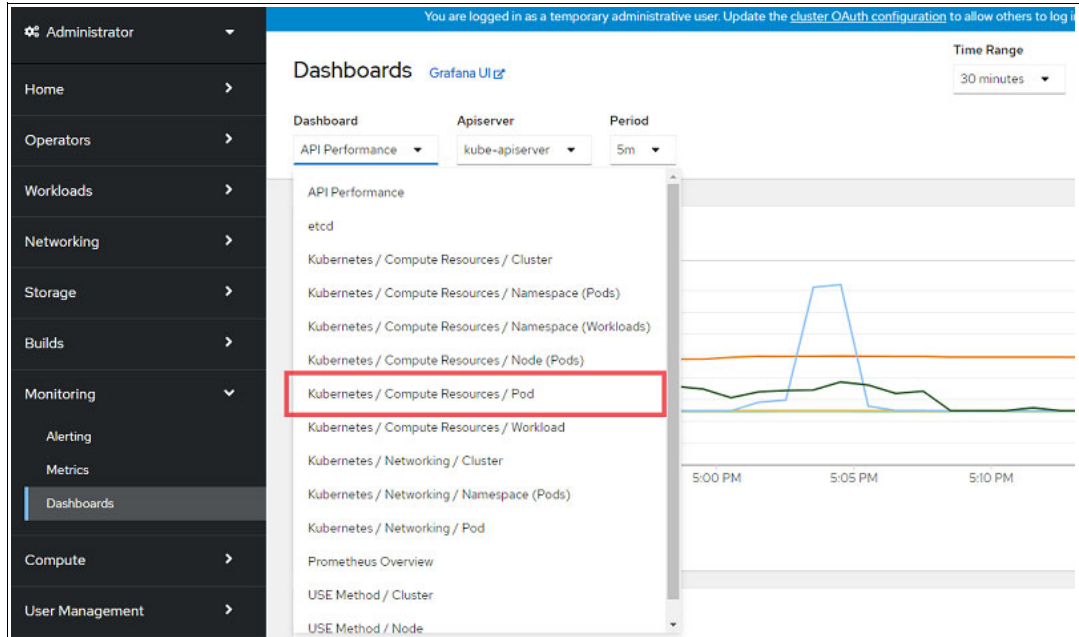 You are logged in as a temporary administrative user. Update the cluster OAuth configuration to allow others to log i
Administrator
Home
Operators
Workloads
Networking
Storage
Builds
Monitoring
Alerting
Metrics
Dashboards
Compute
User Management
Dashboards Grafana UI
Time Range
30 minutes
Dashboard Apiserver Period
API Performance kube-apiserver 5m
API Performance
etcd
Kubernetes / Compute Resources / Cluster
Kubernetes / Compute Resources / Namespace (Pods)
Kubernetes / Compute Resources / Namespace (Workloads)
Kubernetes / Compute Resources / Node (Pods)
Kubernetes / Compute Resources / Pod
Kubernetes / Compute Resources / Workload
Kubernetes / Networking / Cluster
Kubernetes / Networking / Namespace (Pods)
Kubernetes / Networking / Pod
Prometheus Overview
USE Method / Cluster
USE Method / Node
5:00 PM 5:05 PM 5:10 PM